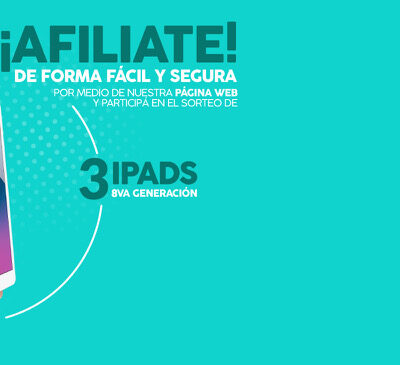 ¡AFILIATE!
DE FORMA FÁCIL Y SEGURA
POR MEDIO DE NUESTRA PÁGINA WEB
Y PARTICIPÁ EN EL SORTEO DE
3 IPADS
8VA GENERACIÓN